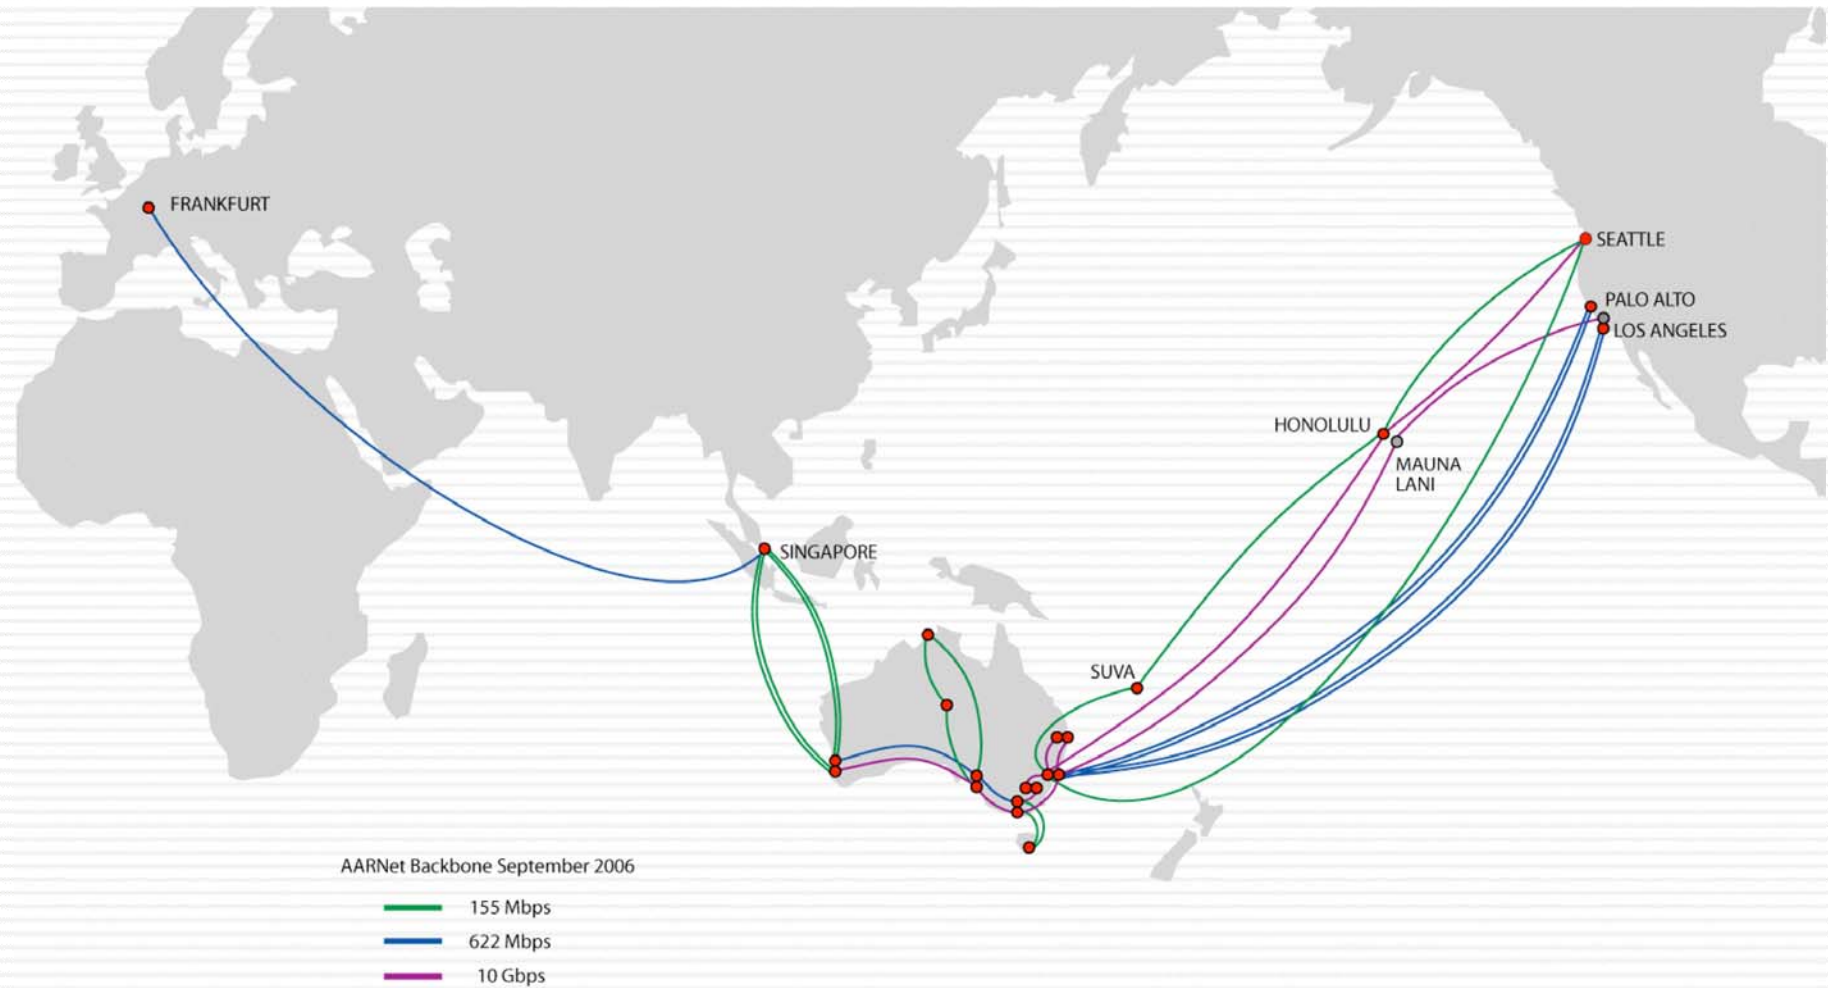 FRANKFURT
SEATTLE
PALO ALTO
LOS ANGELES
HONOLULU
MAUNA
LANI
SINGAPORE
SUVA
AARNet Backbone September 2006
155 Mbps
622 Mbps
10 Gbps